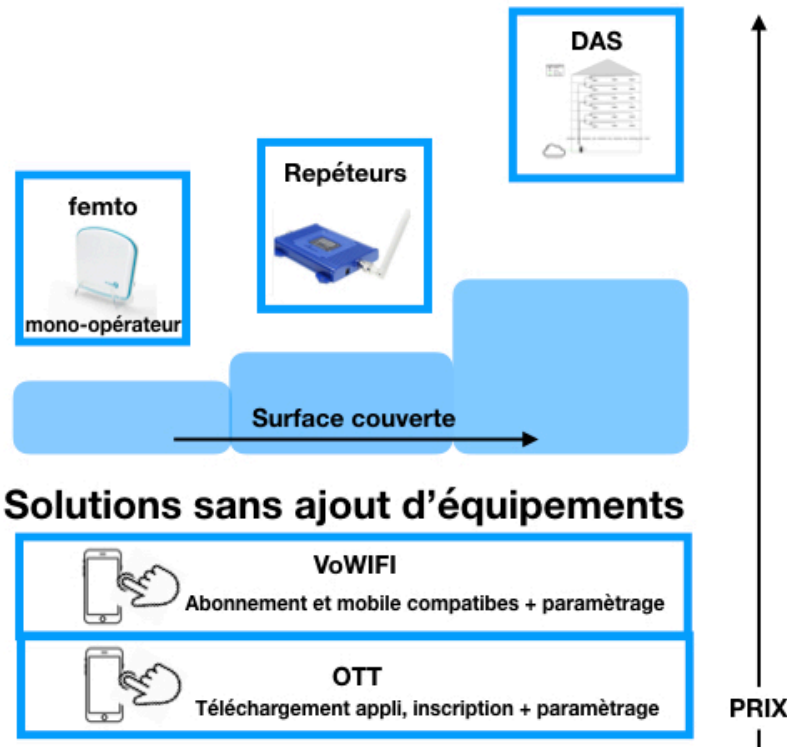 DAS
Repéteurs
femto
mono-opérateur
Surface couverte
Solutions sans ajout d’équipements
VoWIFI
Abonnement et mobile compatibes + paramètrage
OTT
Téléchargement appli, inscription + paramètrage
PRIX